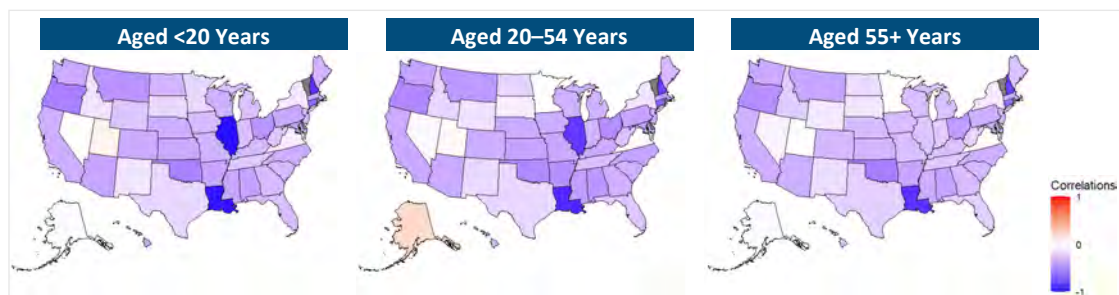 Aged <20 Years
Aged 20–54 Years
Aged 55+ Years
Correlations
1
0
-1